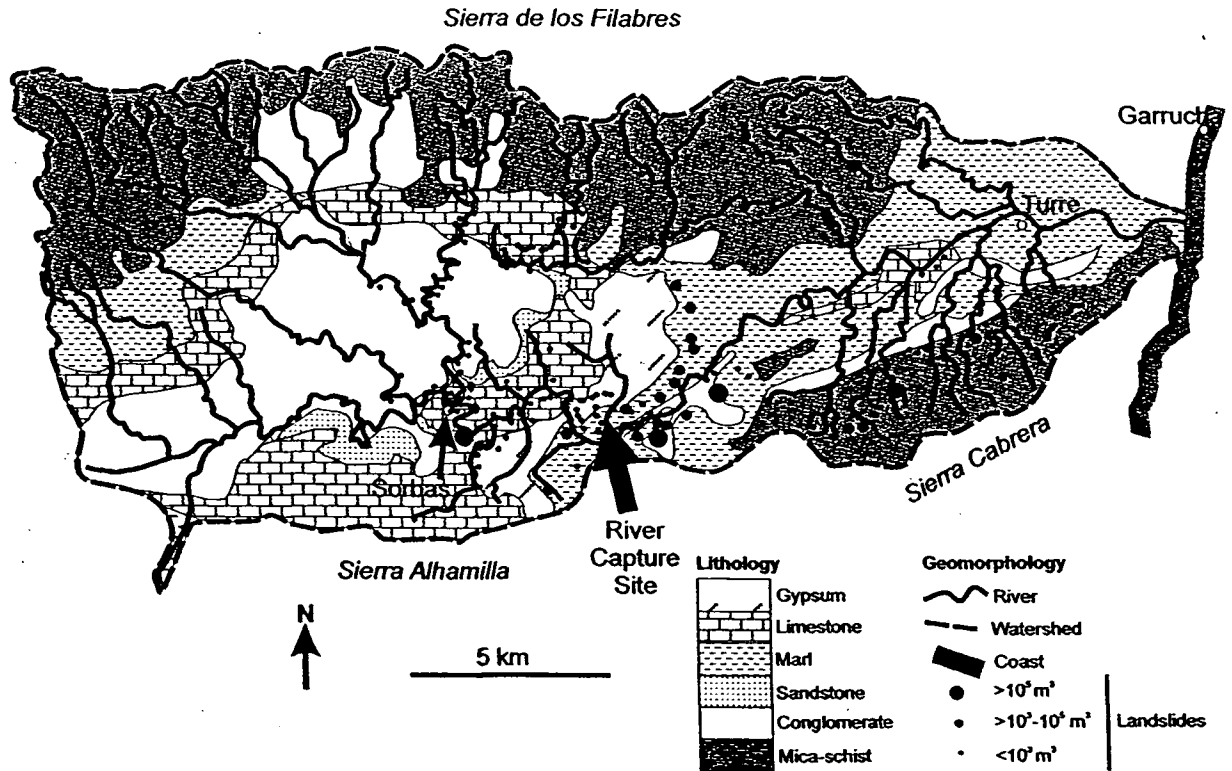 Sierra de los Filabres
Garrucha
Turre
Sorbas
Sierra Cabrera
River
Capture
Site
Sierra Alhamilla
N
5 km
Lithology
Gypsum
Limestone
Marl
Sandstone
Conglomerate
Mica-schist
Geomorphology
River
Watershed
Coast
>10⁵ m³
>10³-10⁵ m³
<10³ m³
Landslides